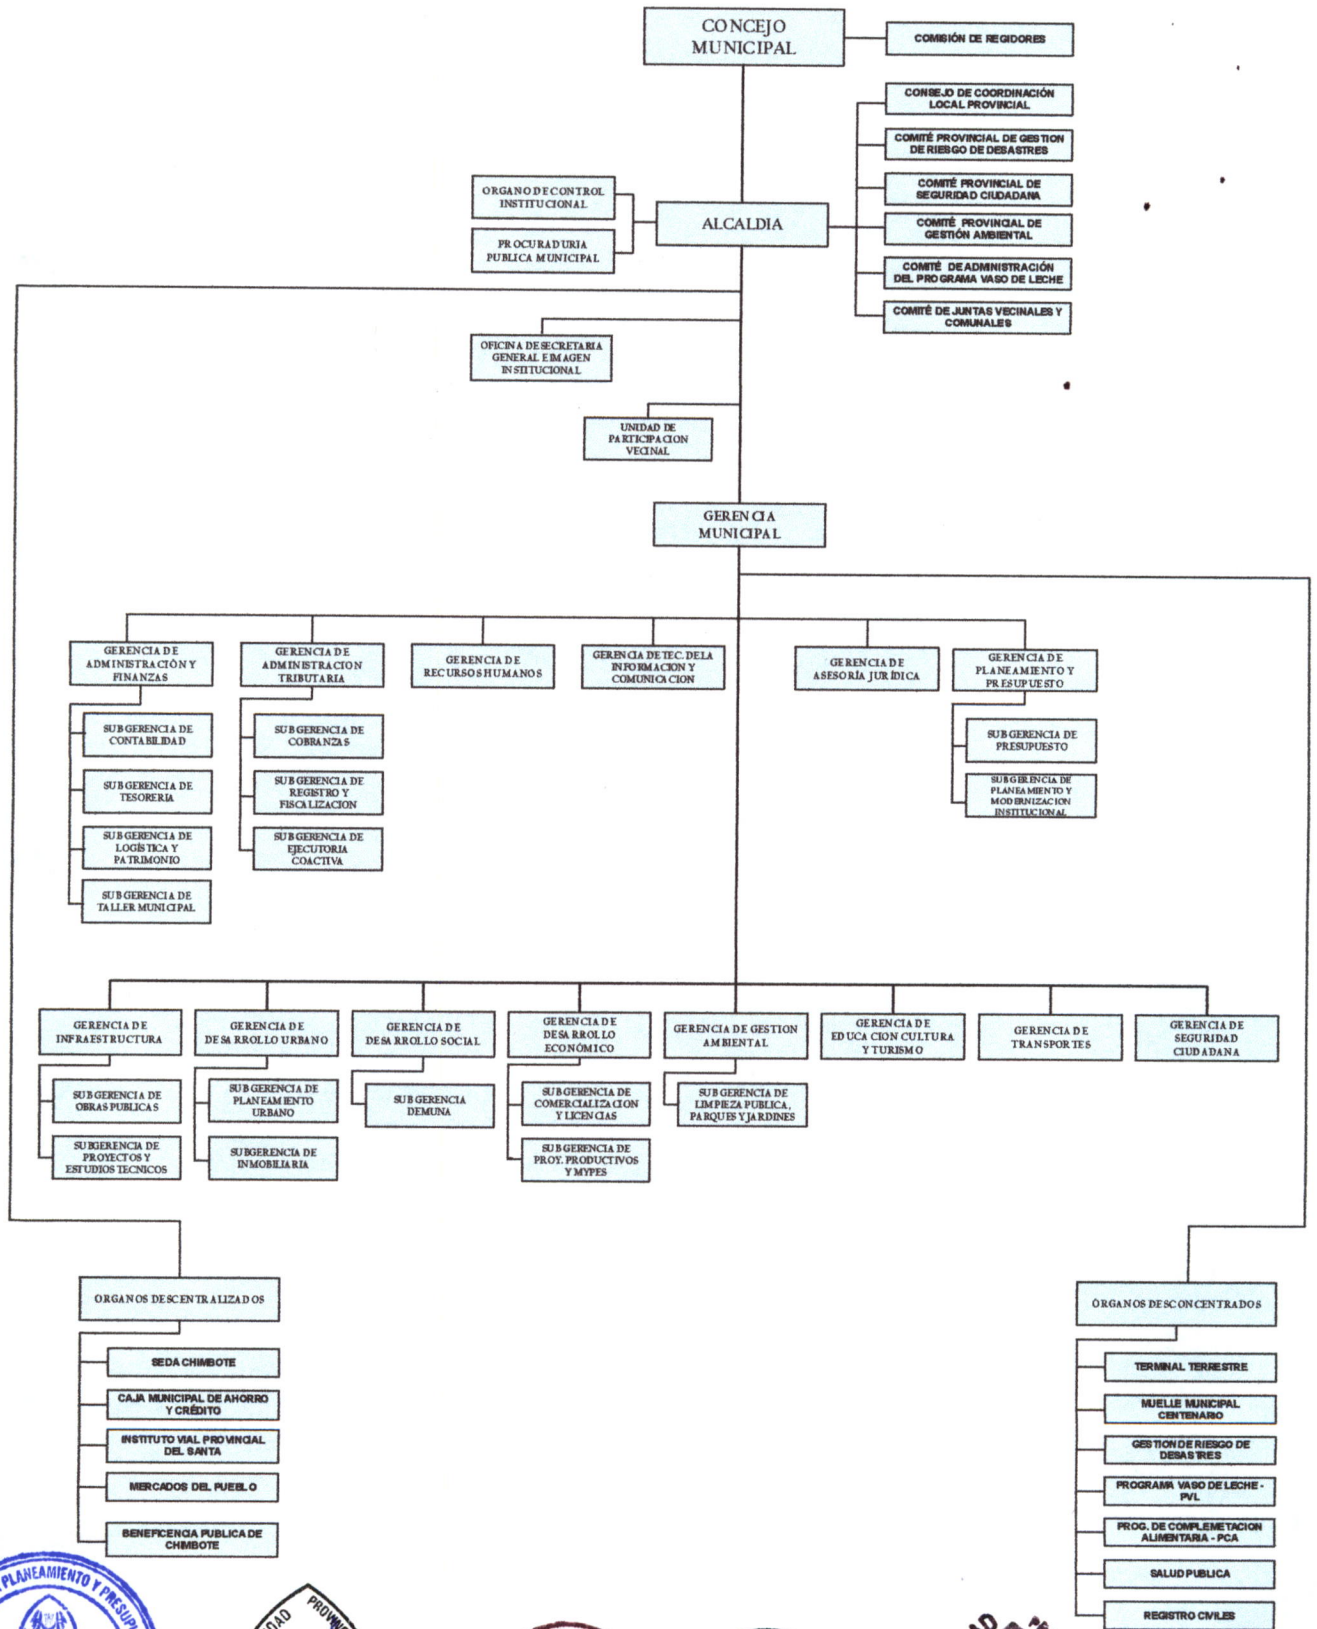 CONCEJO
MUNICIPAL
COMISIÓN DE REGIDORES
CONSEJO DE COORDINACIÓN
LOCAL PROVINCIAL
COMITÉ PROVINCIAL DE GESTION
DE RIESGO DE DESASTRES
COMITÉ PROVINCIAL DE
SEGURIDAD CIUDADANA
COMITÉ PROVINCIAL DE
GESTIÓN AMBIENTAL
COMITÉ DE ADMINISTRACIÓN
DEL PROGRAMA VASO DE LECHE
COMITÉ DE JUNTAS VECINALES Y
COMUNALES
ORGANO DE CONTROL
INSTITUCIONAL
PROCURADURIA
PUBLICA MUNICIPAL
ALCALDIA
OFICINA DE SECRETARIA
GENERAL E IMAGEN
INSTITUCIONAL
UNIDAD DE
PARTICIPACION
VECINAL
GERENCIA
MUNICIPAL
GERENCIA DE
ADMINISTRACIÓN Y
FINANZAS
GERENCIA DE
ADMINISTRACION
TRIBUTARIA
GERENCIA DE
RECURSOS HUMANOS
GERENCIA DE TEC. DE LA
INFORMACION Y
COMUNICACION
GERENCIA DE
ASESORÍA JURÍDICA
GERENCIA DE
PLANEAMIENTO Y
PRESUPUESTO
SUBGERENCIA DE
CONTABILIDAD
SUBGERENCIA DE
TESORERIA
SUBGERENCIA DE
LOGÍSTICA Y
PATRIMONIO
SUBGERENCIA DE
TALLER MUNICIPAL
SUBGERENCIA DE
COBRANZAS
SUBGERENCIA DE
REGISTRO Y
FISCALIZACION
SUBGERENCIA DE
EJECUTORIA
COACTIVA
SUBGERENCIA DE
PRESUPUESTO
SUBGERENCIA DE
PLANEAMIENTO Y
MODERNIZACION
INSTITUCIONAL
GERENCIA DE
INFRAESTRUCTURA
GERENCIA DE
DESARROLLO URBANO
GERENCIA DE
DESARROLLO SOCIAL
GERENCIA DE
DESARROLLO
ECONÓMICO
GERENCIA DE GESTION
AMBIENTAL
GERENCIA DE
EDUCACION CULTURA
Y TURISMO
GERENCIA DE
TRANSPORTES
GERENCIA DE
SEGURIDAD
CIUDADANA
SUBGERENCIA DE
OBRAS PUBLICAS
SUBGERENCIA DE
PROYECTOS Y
ESTUDIOS TECNICOS
SUBGERENCIA DE
PLANEAMIENTO
URBANO
SUBGERENCIA DE
INMOBILIARIA
SUBGERENCIA
DEMUNA
SUBGERENCIA DE
COMERCIALIZACION
Y LICENCIAS
SUBGERENCIA DE
PROY. PRODUCTIVOS
Y MYPES
SUBGERENCIA DE
LIMPIEZA PUBLICA,
PARQUES Y JARDINES
ORGANOS DESCENTRALIZADOS
SEDA CHIMBOTE
CAJA MUNICIPAL DE AHORRO
Y CRÉDITO
INSTITUTO VIAL PROVINCIAL
DEL SANTA
MERCADOS DEL PUEBLO
BENEFICENCIA PUBLICA DE
CHIMBOTE
ÓRGANOS DESCONCENTRADOS
TERMINAL TERRESTRE
MUELLE MUNICIPAL
CENTENARIO
GESTION DE RIESGO DE
DESASTRES
PROGRAMA VASO DE LECHE -
PVL
PROG. DE COMPLEMETACION
ALIMENTARIA - PCA
SALUD PUBLICA
REGISTRO CIVILES
PLANEAMIENTO Y